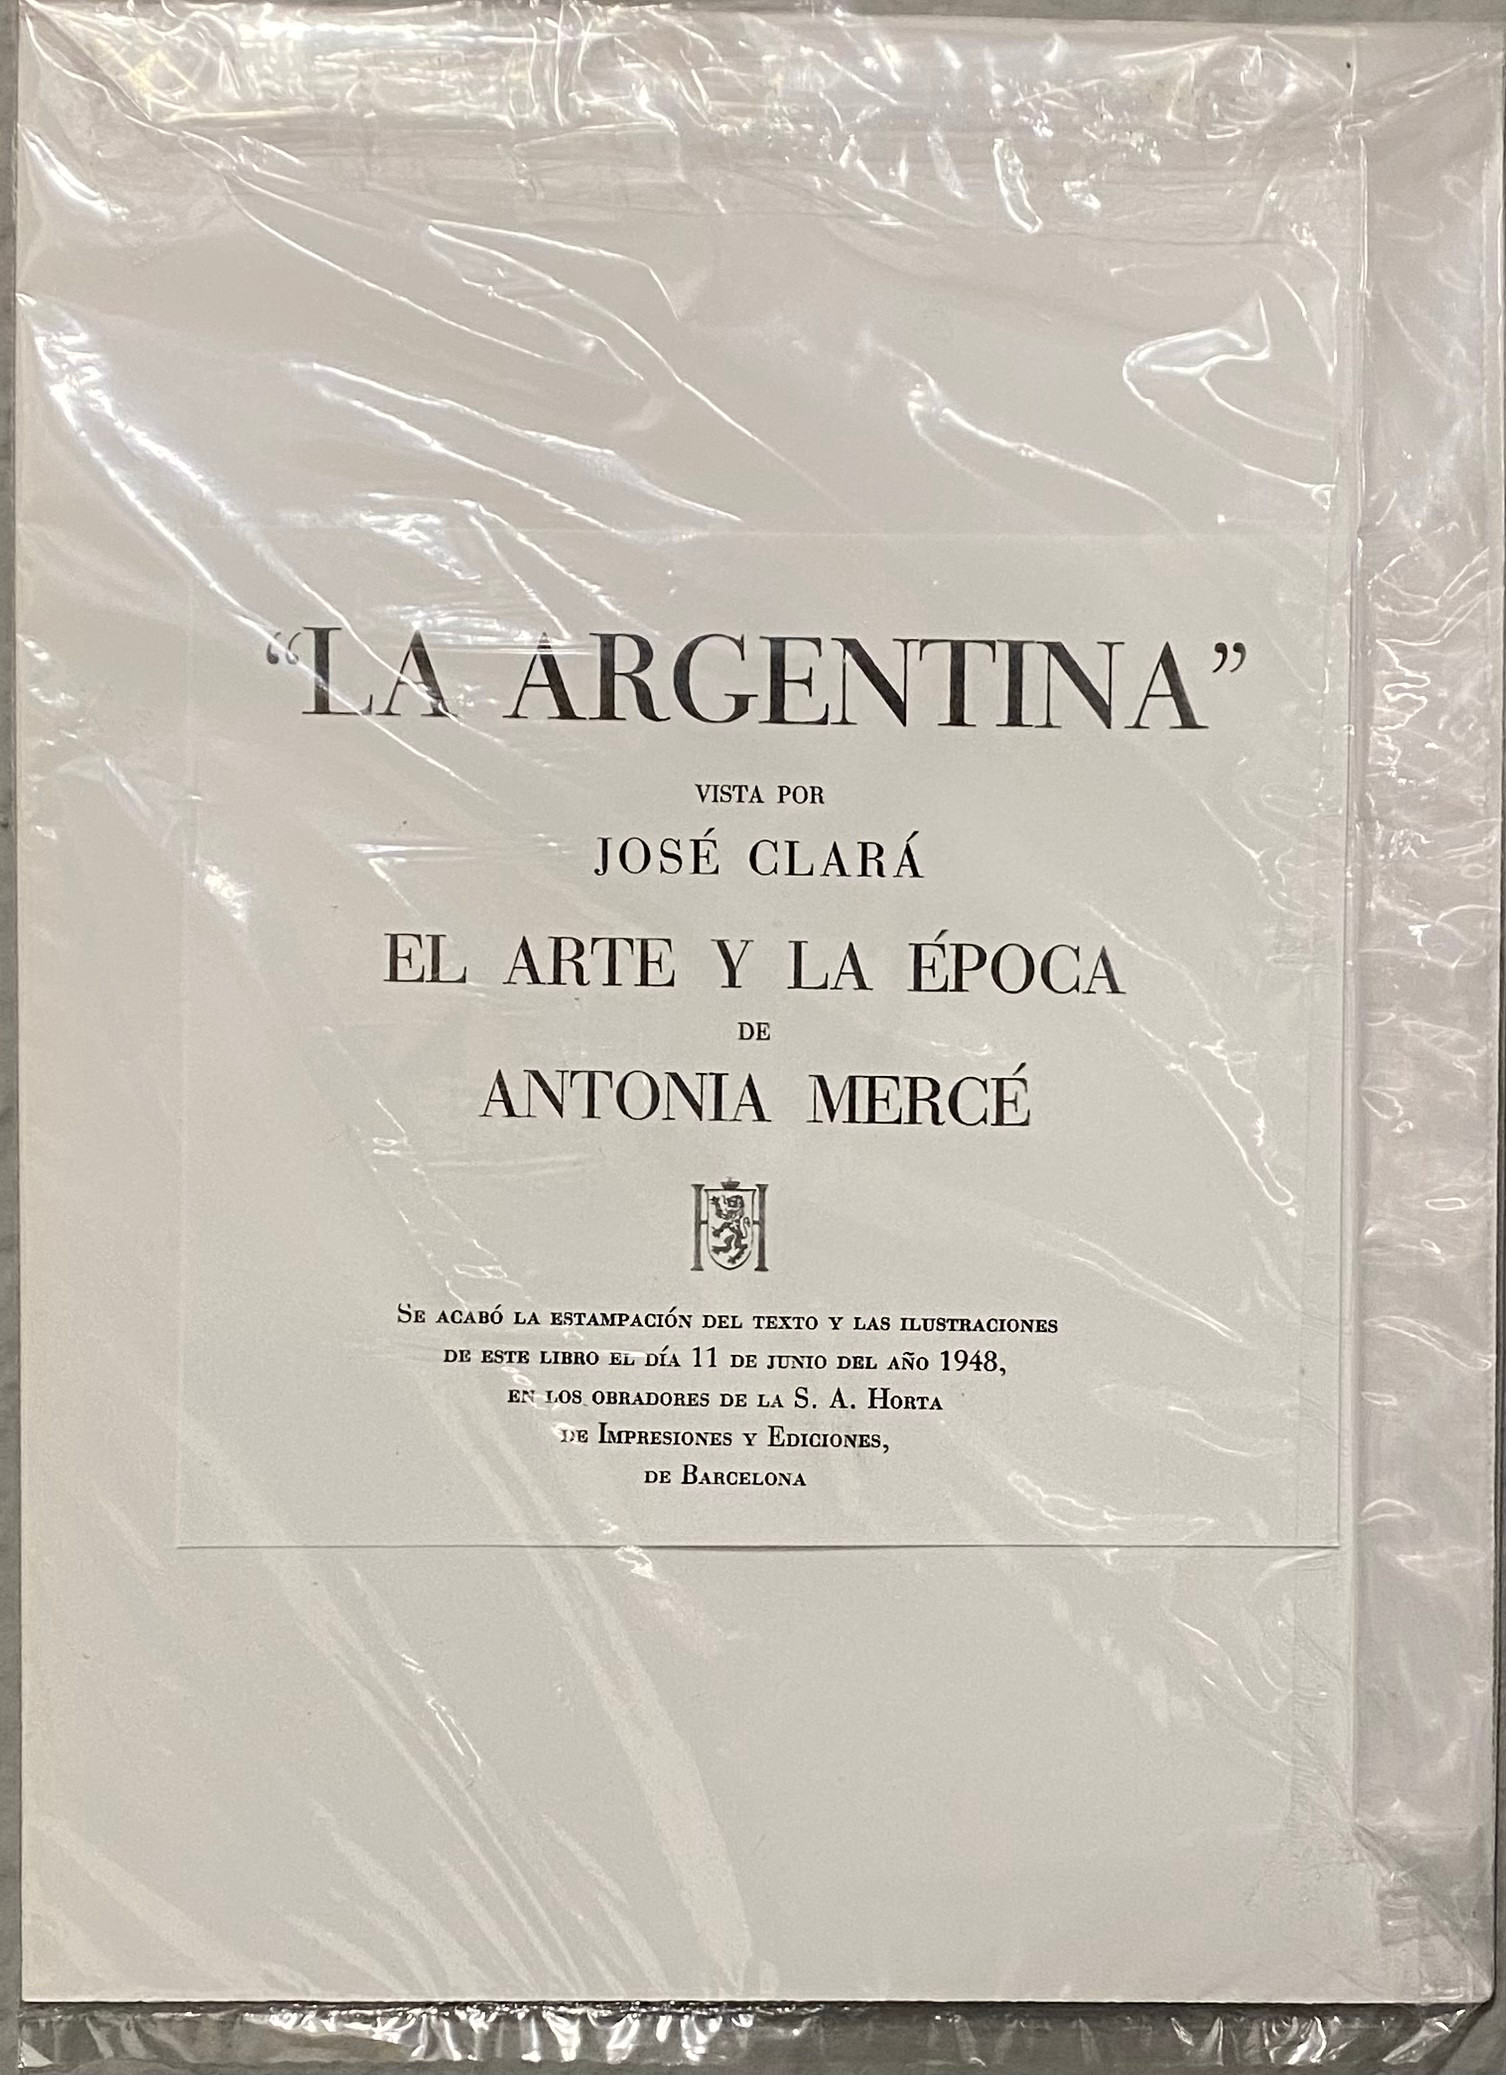 “LA ARGENTINA”
VISTA POR
JOSÉ CLARÁ
EL ARTE Y LA ÉPOCA
DE
ANTONIA MERCÉ
H
SE ACABÓ LA ESTAMPACIÓN DEL TEXTO Y LAS ILUSTRACIONES
DE ESTE LIBRO EL DÍA 11 DE JUNIO DEL AÑO 1948,
EN LOS OBRADORES DE LA S. A. HORTA
DE IMPRESIONES Y EDICIONES,
DE BARCELONA